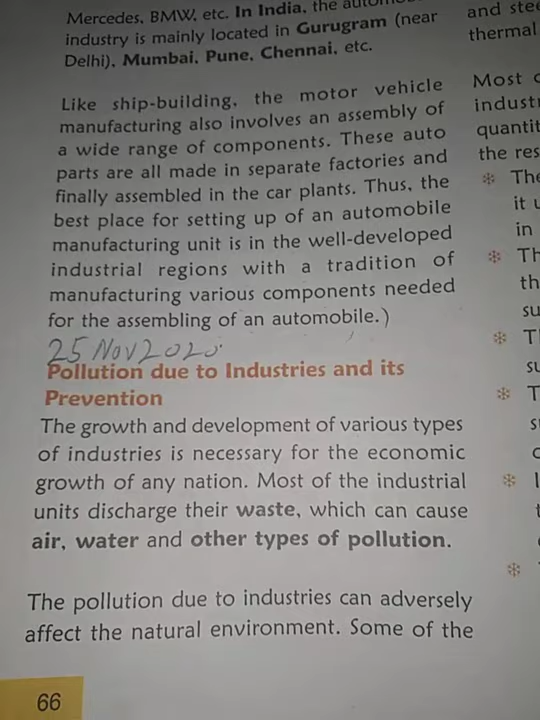 Mercedes, BMW, etc. In India, the
industry is mainly located in Gurugram (near
Delhi), Mumbai, Pune, Chennai, etc.
Like ship-building, the motor vehicle
manufacturing also involves an assembly of
a wide range of components. These auto
parts are all made in separate factories and
finally assembled in the car plants. Thus, the
best place for setting up of an automobile
manufacturing unit is in the well-developed
industrial regions with a tradition of
manufacturing various components needed
for the assembling of an automobile.)
25 Nov 2020
Pollution due to Industries and its
Prevention
The growth and development of various types
of industries is necessary for the economic
growth of any nation. Most of the industrial
units discharge their waste, which can cause
air, water and other types of pollution.
The pollution due to industries can adversely
affect the natural environment. Some of the
66
and
thermal
Most
quantit
the res
The
it
in